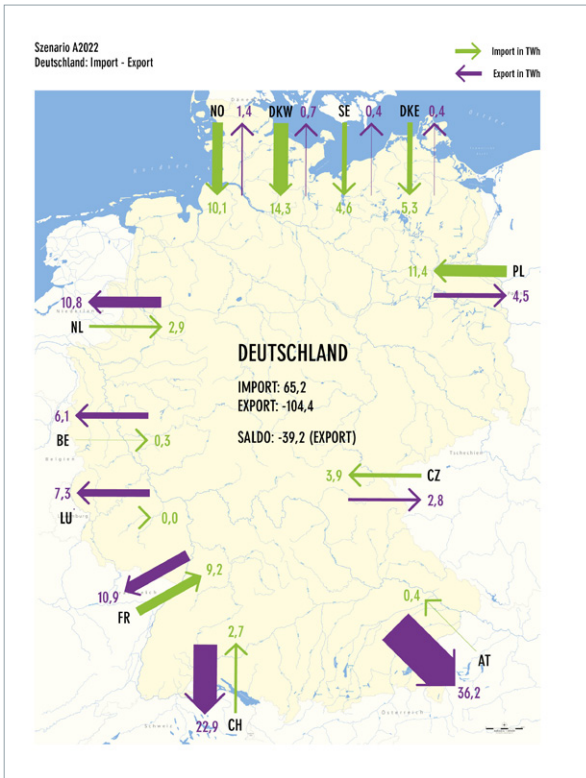 Szenario A2022
Deutschland: Import - Export
Import in TWh
Export in TWh
NO 1,4 DKW 0,7 SE 0,4 DKE 0,4
10,1 14,3 4,6 5,3
11,4 PL
4,5
10,8
NL 2,9
DEUTSCHLAND
IMPORT: 65,2
EXPORT: -104,4
SALDO: -39,2 (EXPORT)
6,1
BE 0,3
Belgien
Tschechien
3,9 CZ
2,8
7,3
LU 0,0
9,2
10,9
FR
0,4
AT
36,2
2,7
22,9 CH
Schweiz
Österreich